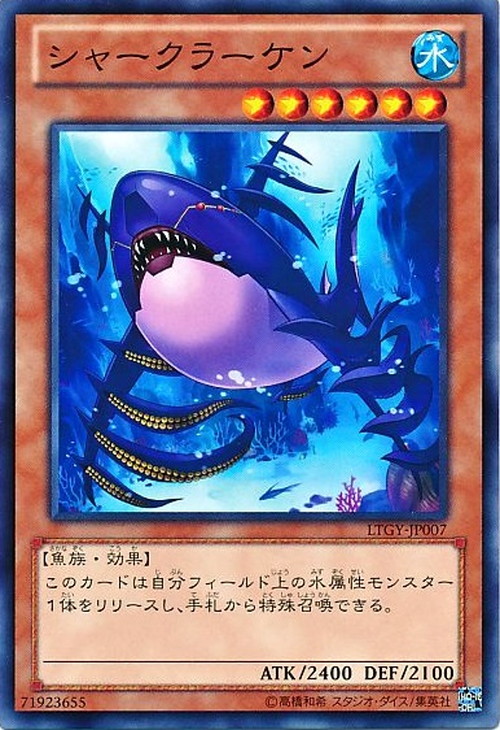 シャークラーケン
水
LTGY-JP007
【魚族・効果】
このカードは自分フィールド上の水属性モンスター
1体をリリースし、手札から特殊召喚できる。
ATK/2400 DEF/2100
71923655
©高橋和希 スタジオ・ダイス/集英社